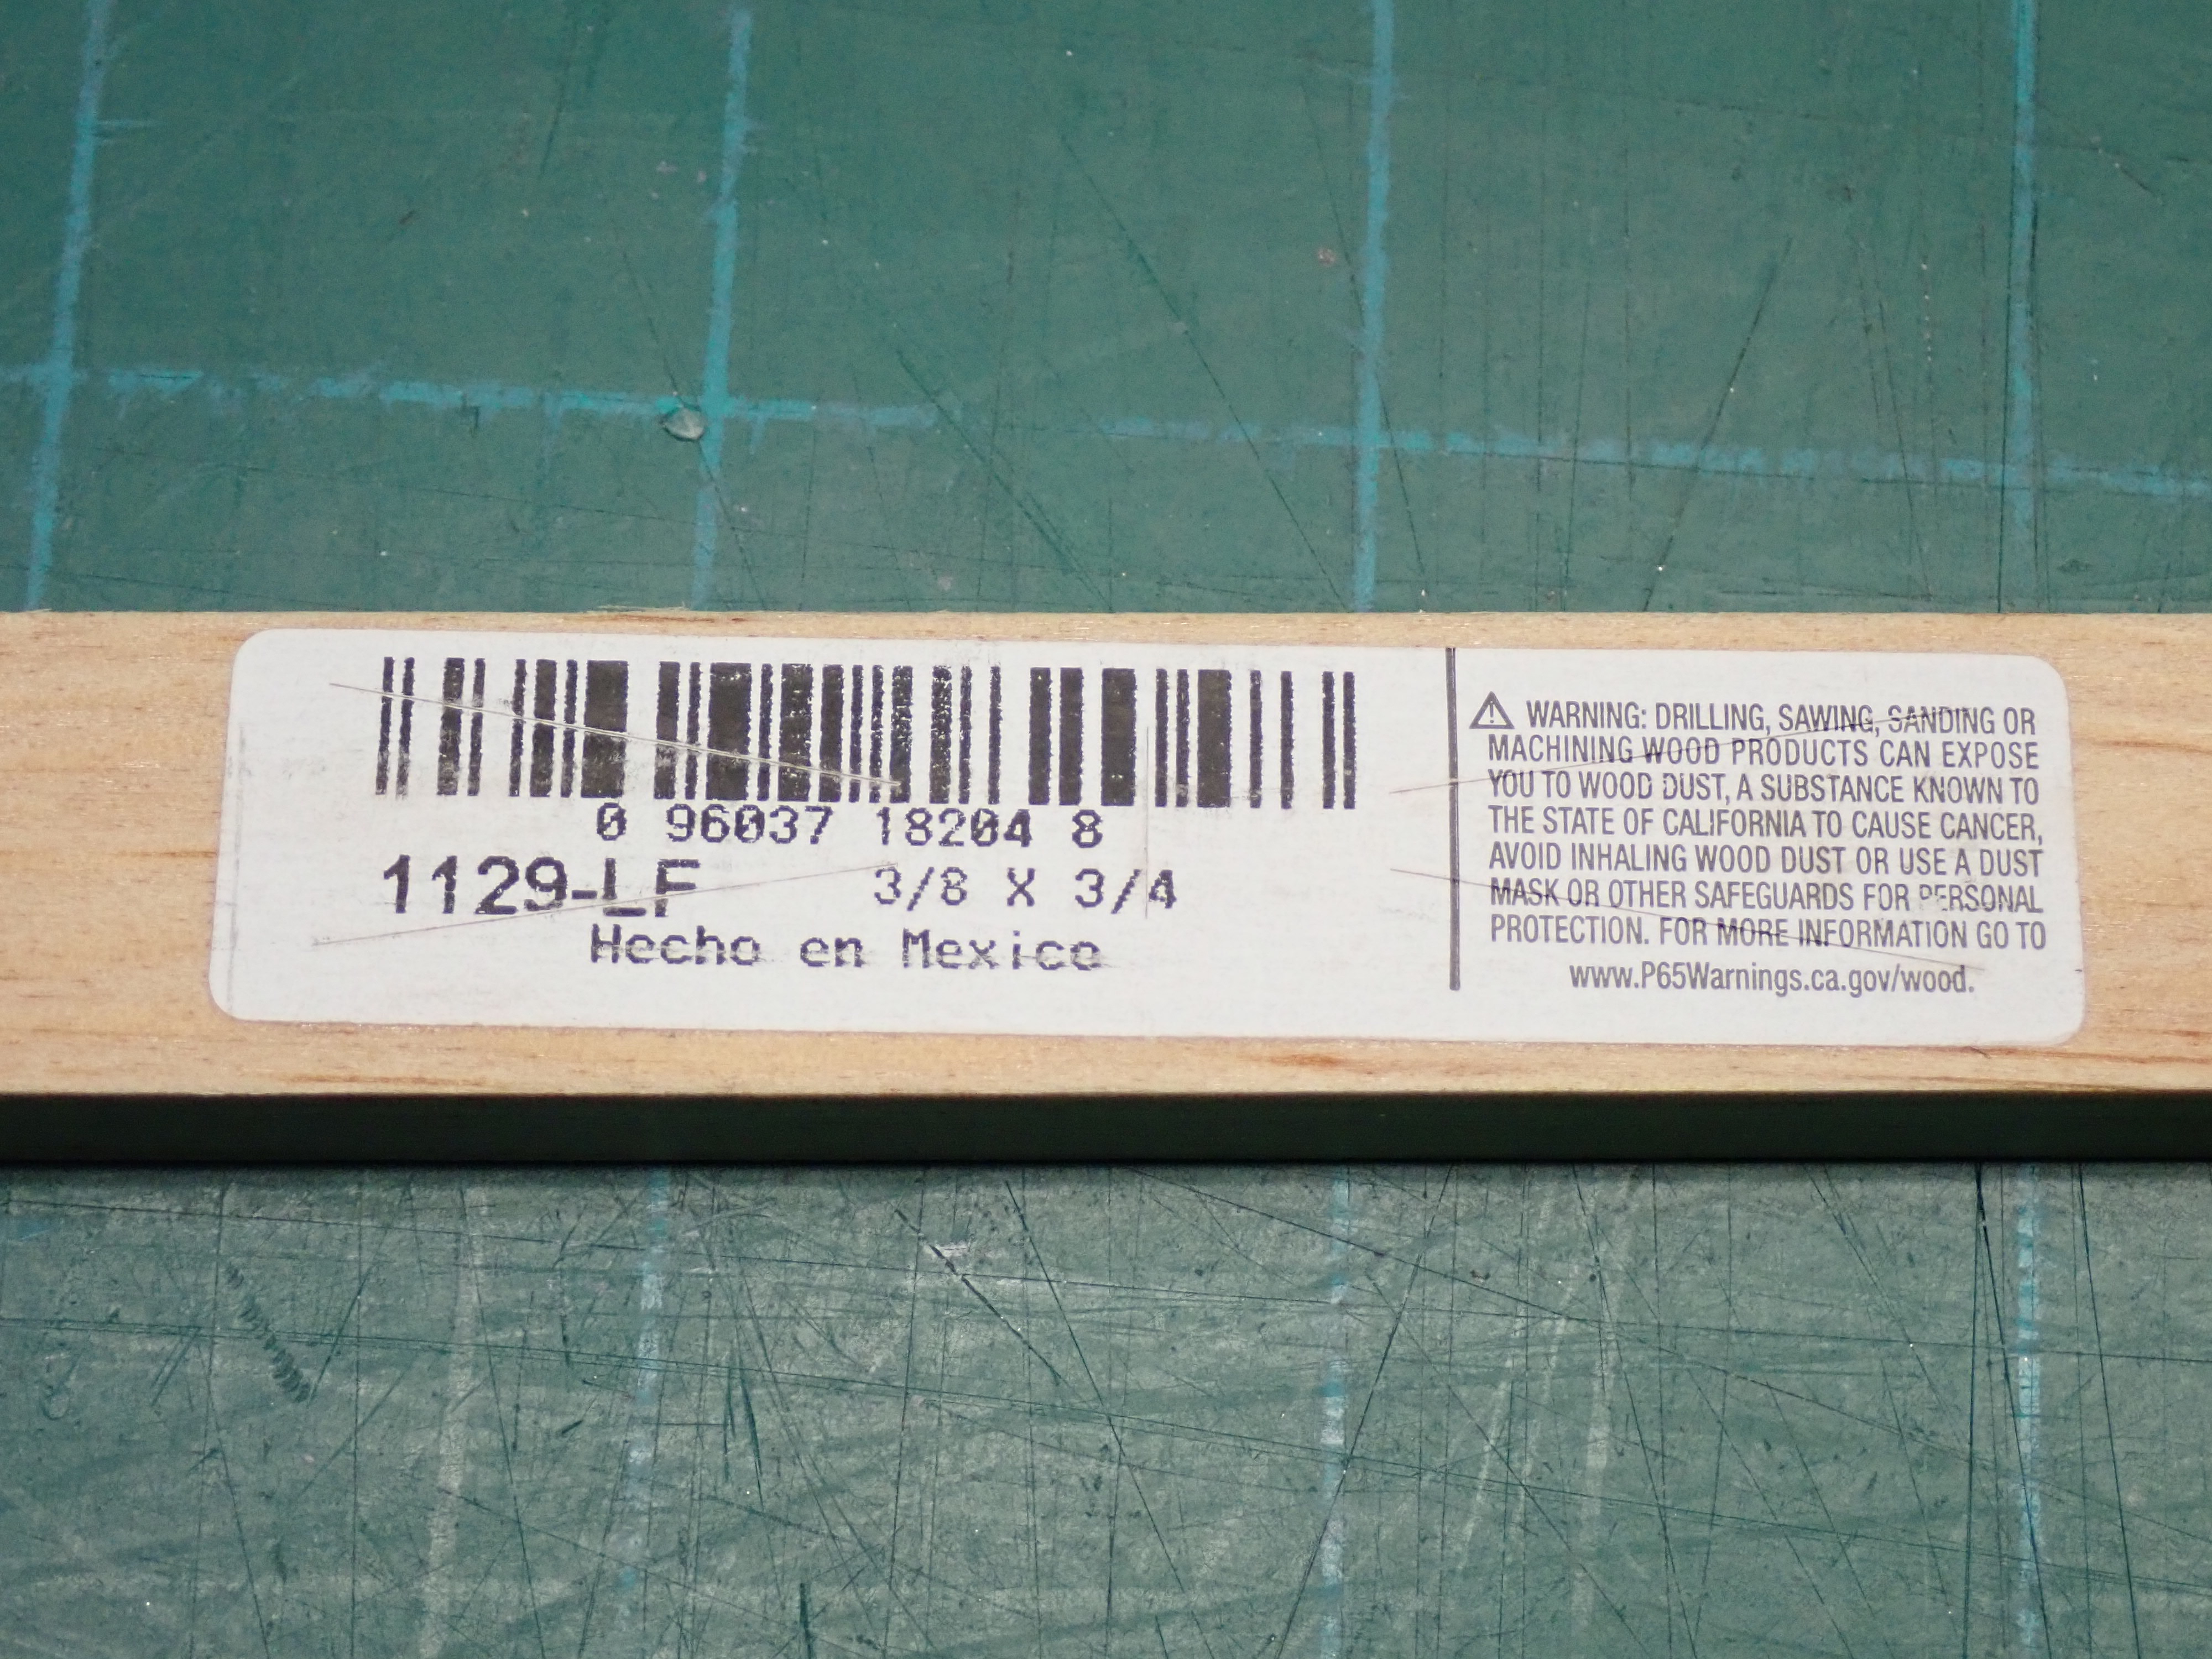 0 96037 18204 8
1129-LF 3/8 X 3/4
Hecho en Mexico
⚠ WARNING: DRILLING, SAWING, SANDING OR
MACHINING WOOD PRODUCTS CAN EXPOSE
YOU TO WOOD DUST, A SUBSTANCE KNOWN TO
THE STATE OF CALIFORNIA TO CAUSE CANCER,
AVOID INHALING WOOD DUST OR USE A DUST
MASK OR OTHER SAFEGUARDS FOR PERSONAL
PROTECTION. FOR MORE INFORMATION GO TO
www.P65Warnings.ca.gov/wood.